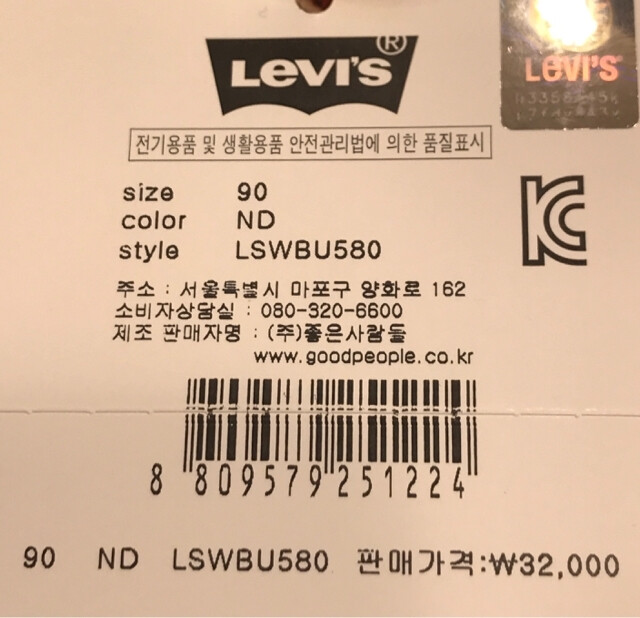 LEVI'S®
LEVI'S
전기용품 및 생활용품 안전관리법에 의한 품질표시
size 90
color ND
style LSWBU580
주소 : 서울특별시 마포구 양화로 162
소비자상담실 : 080-320-6600
제조 판매자명 : (주)좋은사람들
www.goodpeople.co.kr
8 809579 251224
90 ND LSWBU580 판매가격:₩32,000